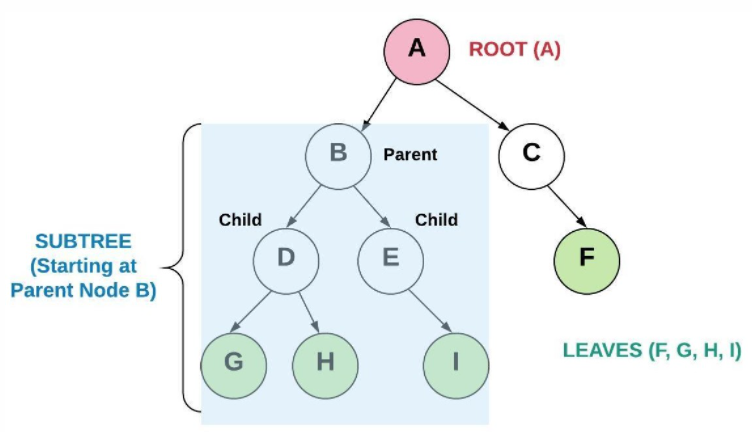 A
ROOT (A)
B
Parent
C
Child
Child
SUBTREE
(Starting at
Parent Node B)
D
E
F
G
H
I
LEAVES (F, G, H, I)